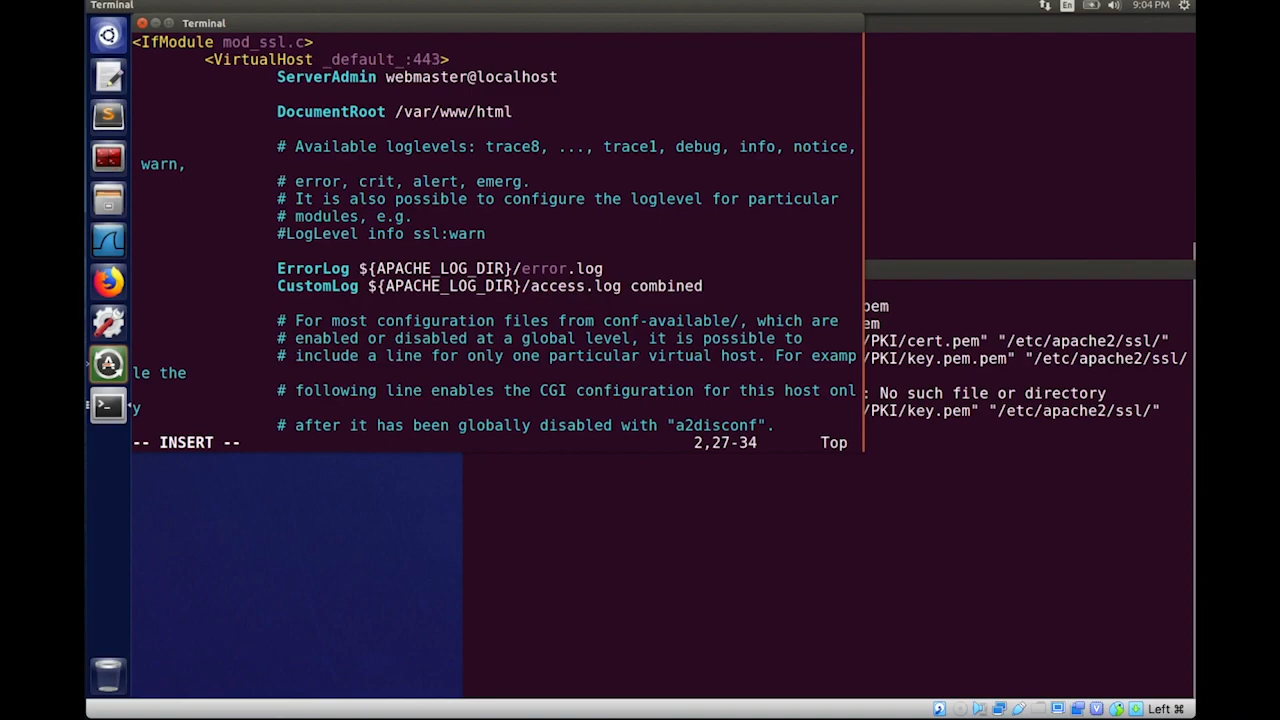 Terminal
En
9:04 PM
Terminal
<IfModule mod_ssl.c>
<VirtualHost _default_:443>
ServerAdmin webmaster@localhost
DocumentRoot /var/www/html
# Available loglevels: trace8, ..., trace1, debug, info, notice,
warn,
# error, crit, alert, emerg.
# It is also possible to configure the loglevel for particular
# modules, e.g.
#LogLevel info ssl:warn
ErrorLog ${APACHE_LOG_DIR}/error.log
CustomLog ${APACHE_LOG_DIR}/access.log combined
# For most configuration files from conf-available/, which are
# enabled or disabled at a global level, it is possible to
# include a line for only one particular virtual host. For examp
le the
# following line enables the CGI configuration for this host onl
y
# after it has been globally disabled with "a2disconf".
-- INSERT -- 2,27-34 Top
pem
em
/PKI/cert.pem" "/etc/apache2/ssl/"
/PKI/key.pem.pem" "/etc/apache2/ssl/
: No such file or directory
/PKI/key.pem" "/etc/apache2/ssl/"
Left ⌘